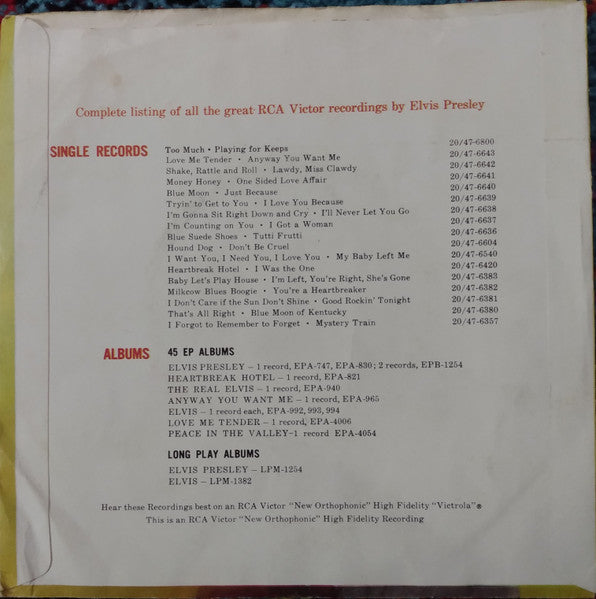 Complete listing of all the great RCA Victor recordings by Elvis Presley
SINGLE RECORDS Too Much • Playing for Keeps 20/47-6800
Love Me Tender • Anyway You Want Me 20/47-6643
Shake, Rattle and Roll • Lawdy, Miss Clawdy 20/47-6642
Money Honey • One Sided Love Affair 20/47-6641
Blue Moon • Just Because 20/47-6640
Tryin' to Get to You • I Love You Because 20/47-6639
I'm Gonna Sit Right Down and Cry • I'll Never Let You Go 20/47-6638
I'm Counting on You • I Got a Woman 20/47-6637
Blue Suede Shoes • Tutti Frutti 20/47-6636
Hound Dog • Don't Be Cruel 20/47-6604
I Want You, I Need You, I Love You • My Baby Left Me 20/47-6540
Heartbreak Hotel • I Was the One 20/47-6420
Baby Let's Play House • I'm Left, You're Right, She's Gone 20/47-6383
Milkcow Blues Boogie • You're a Heartbreaker 20/47-6382
I Don't Care if the Sun Don't Shine • Good Rockin' Tonight 20/47-6381
That's All Right • Blue Moon of Kentucky 20/47-6380
I Forgot to Remember to Forget • Mystery Train 20/47-6357
ALBUMS 45 EP ALBUMS
ELVIS PRESLEY – 1 record, EPA-747, EPA-830; 2 records, EPB-1254
HEARTBREAK HOTEL – 1 record, EPA-821
THE REAL ELVIS – 1 record, EPA-940
ANYWAY YOU WANT ME – 1 record, EPA-965
ELVIS – 1 record each, EPA-992, 993, 994
LOVE ME TENDER – 1 record, EPA-4006
PEACE IN THE VALLEY–1 record EPA-4054
LONG PLAY ALBUMS
ELVIS PRESLEY – LPM-1254
ELVIS – LPM-1382
Hear these Recordings best on an RCA Victor "New Orthophonic" High Fidelity "Victrola"®
This is an RCA Victor "New Orthophonic" High Fidelity Recording